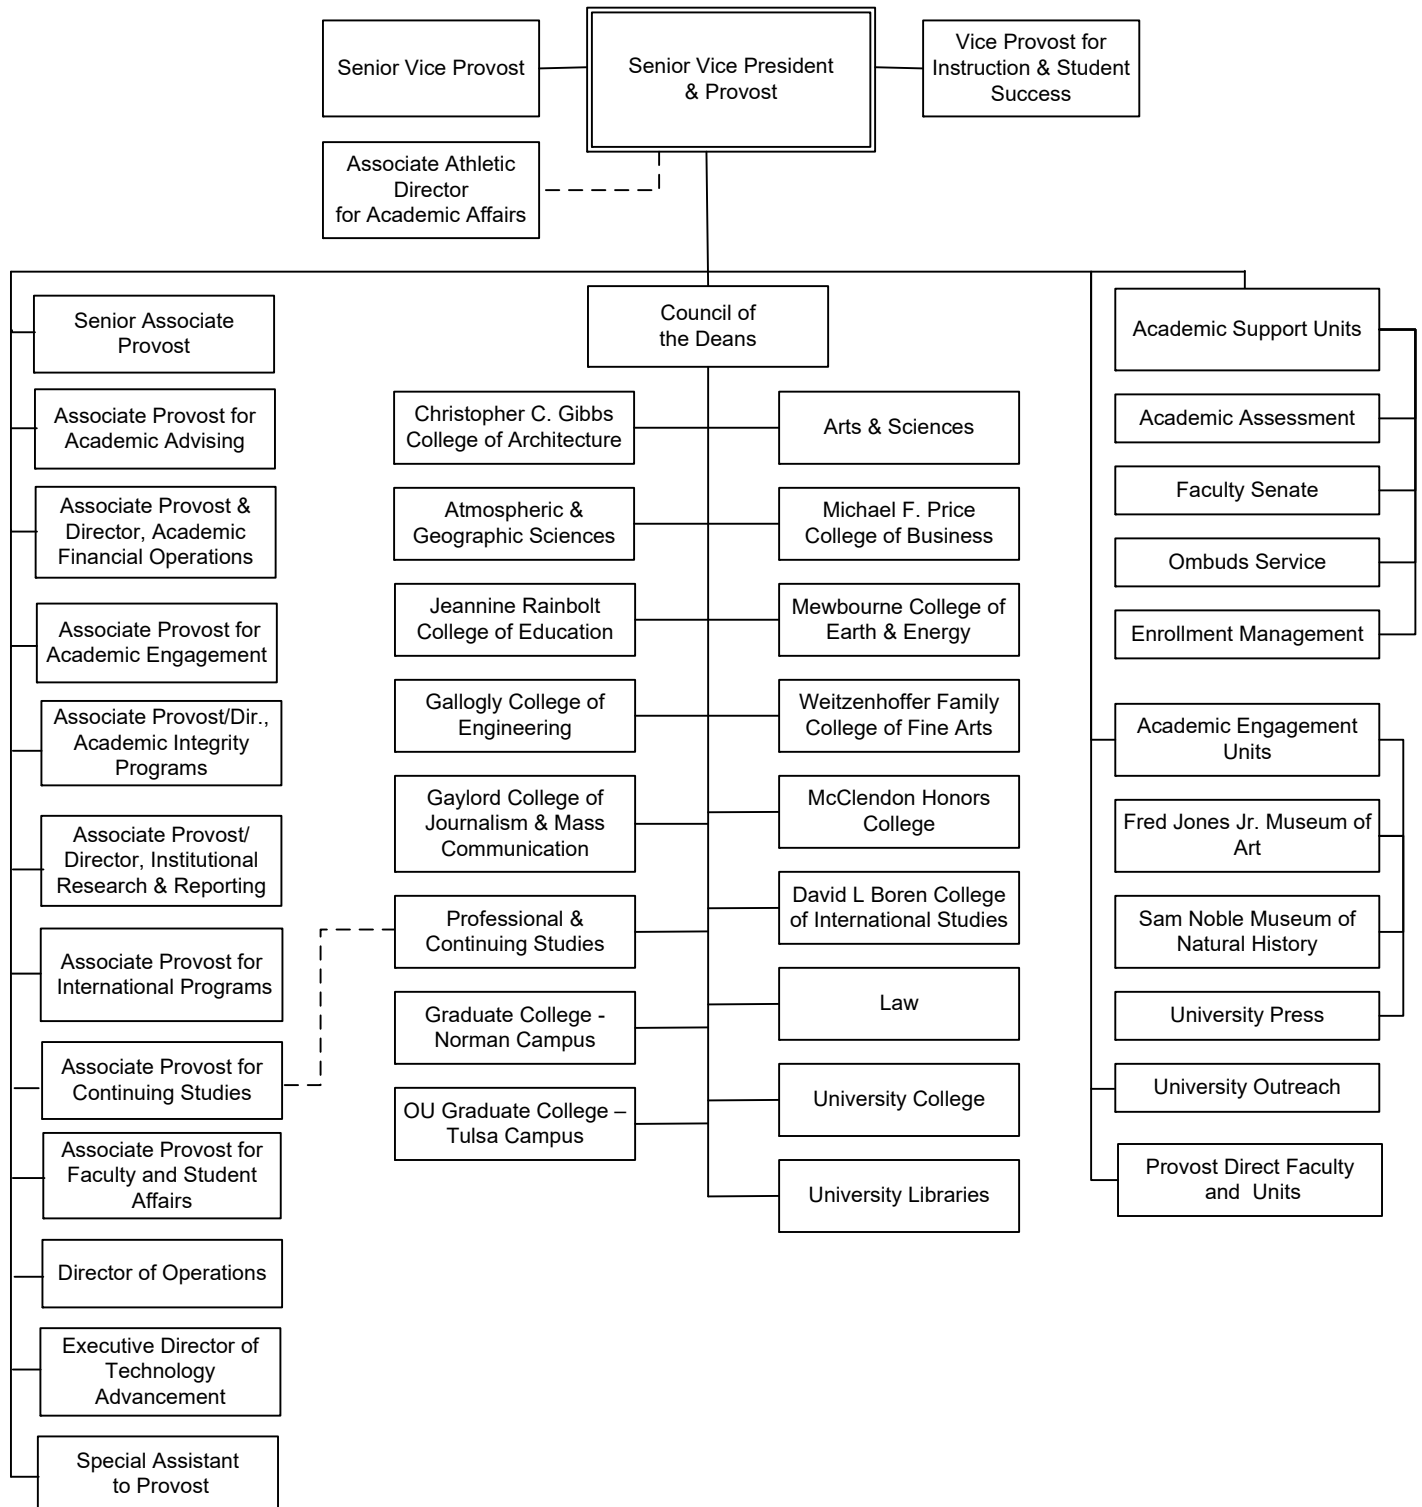 Senior Vice Provost
Senior Vice President
& Provost
Vice Provost for
Instruction & Student
Success
Associate Athletic
Director
for Academic Affairs
Senior Associate
Provost
Associate Provost for
Academic Advising
Associate Provost &
Director, Academic
Financial Operations
Associate Provost for
Academic Engagement
Associate Provost/Dir.,
Academic Integrity
Programs
Associate Provost/
Director, Institutional
Research & Reporting
Associate Provost for
International Programs
Associate Provost for
Continuing Studies
Associate Provost for
Faculty and Student
Affairs
Director of Operations
Executive Director of
Technology
Advancement
Special Assistant
to Provost
Council of
the Deans
Christopher C. Gibbs
College of Architecture
Atmospheric &
Geographic Sciences
Jeannine Rainbolt
College of Education
Gallogly College of
Engineering
Gaylord College of
Journalism & Mass
Communication
Professional &
Continuing Studies
Graduate College -
Norman Campus
OU Graduate College –
Tulsa Campus
Arts & Sciences
Michael F. Price
College of Business
Mewbourne College of
Earth & Energy
Weitzenhoffer Family
College of Fine Arts
McClendon Honors
College
David L Boren College
of International Studies
Law
University College
University Libraries
Academic Support Units
Academic Assessment
Faculty Senate
Ombuds Service
Enrollment Management
Academic Engagement
Units
Fred Jones Jr. Museum of
Art
Sam Noble Museum of
Natural History
University Press
University Outreach
Provost Direct Faculty
and Units